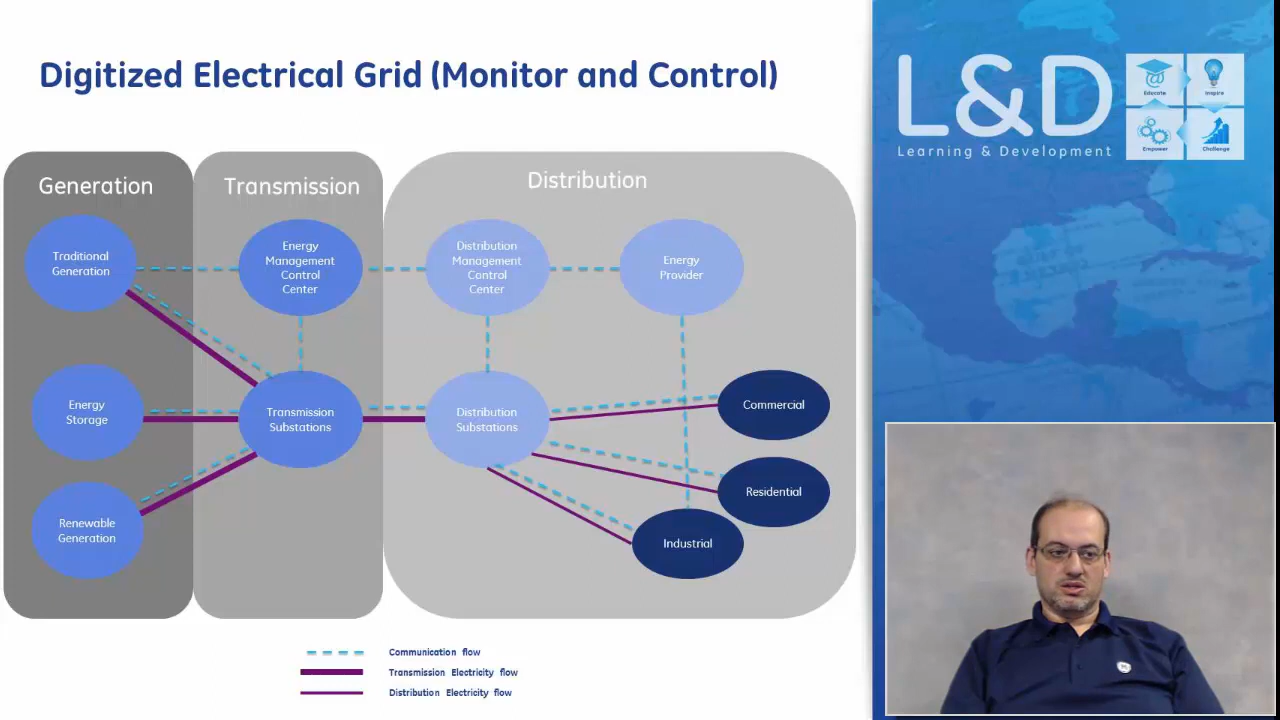 Digitized Electrical Grid (Monitor and Control)
L&D
Learning & Development
Educate
Inspire
Empower
Challenge
Generation
Transmission
Distribution
Traditional
Generation
Energy
Management
Control
Center
Distribution
Management
Control
Center
Energy
Provider
Energy
Storage
Transmission
Substations
Distribution
Substations
Commercial
Residential
Renewable
Generation
Industrial
Communication flow
Transmission Electricity flow
Distribution Electricity flow